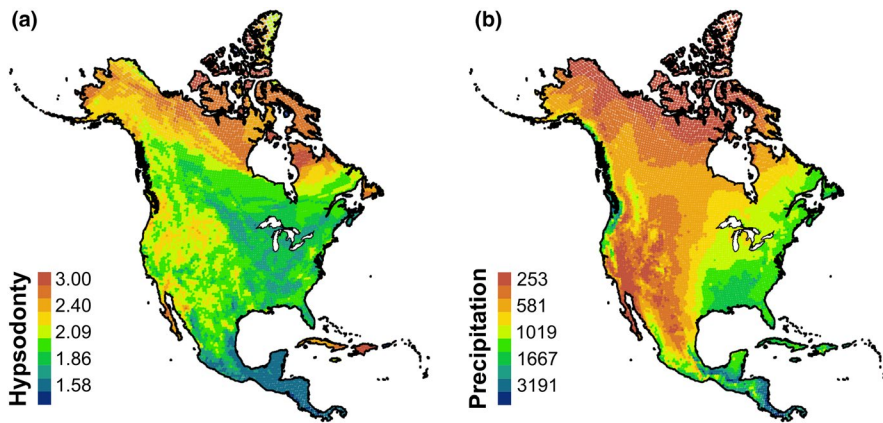 (a)
Hypsodonty
3.00
2.40
2.09
1.86
1.58
(b)
Precipitation
253
581
1019
1667
3191